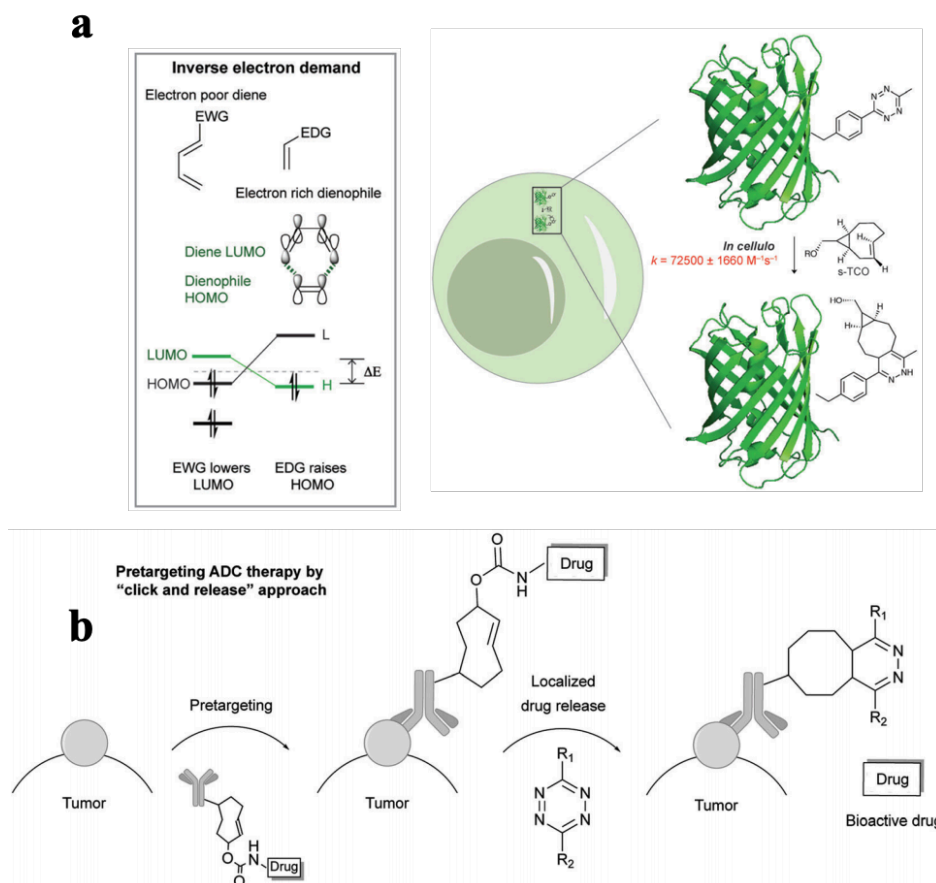 a
Inverse electron demand
Electron poor diene
EWG
EDG
Electron rich dienophile
Diene LUMO
Dienophile
HOMO
L
LUMO
ΔE
HOMO
H
EWG lowers
LUMO
EDG raises
HOMO
N
N
N
N
In cellulo
k = 72500 ± 1660 M⁻¹s⁻¹
H
H
RO
H
H
s-TCO
HO
H
H
N
NH
b
Pretargeting ADC therapy by
“click and release” approach
O
O
N
H
Drug
Pretargeting
Localized
drug release
R1
N
N
N
N
R2
R1
N
N
R2
O
N
H
Drug
O
Tumor
Tumor
Tumor
Drug
Bioactive drug